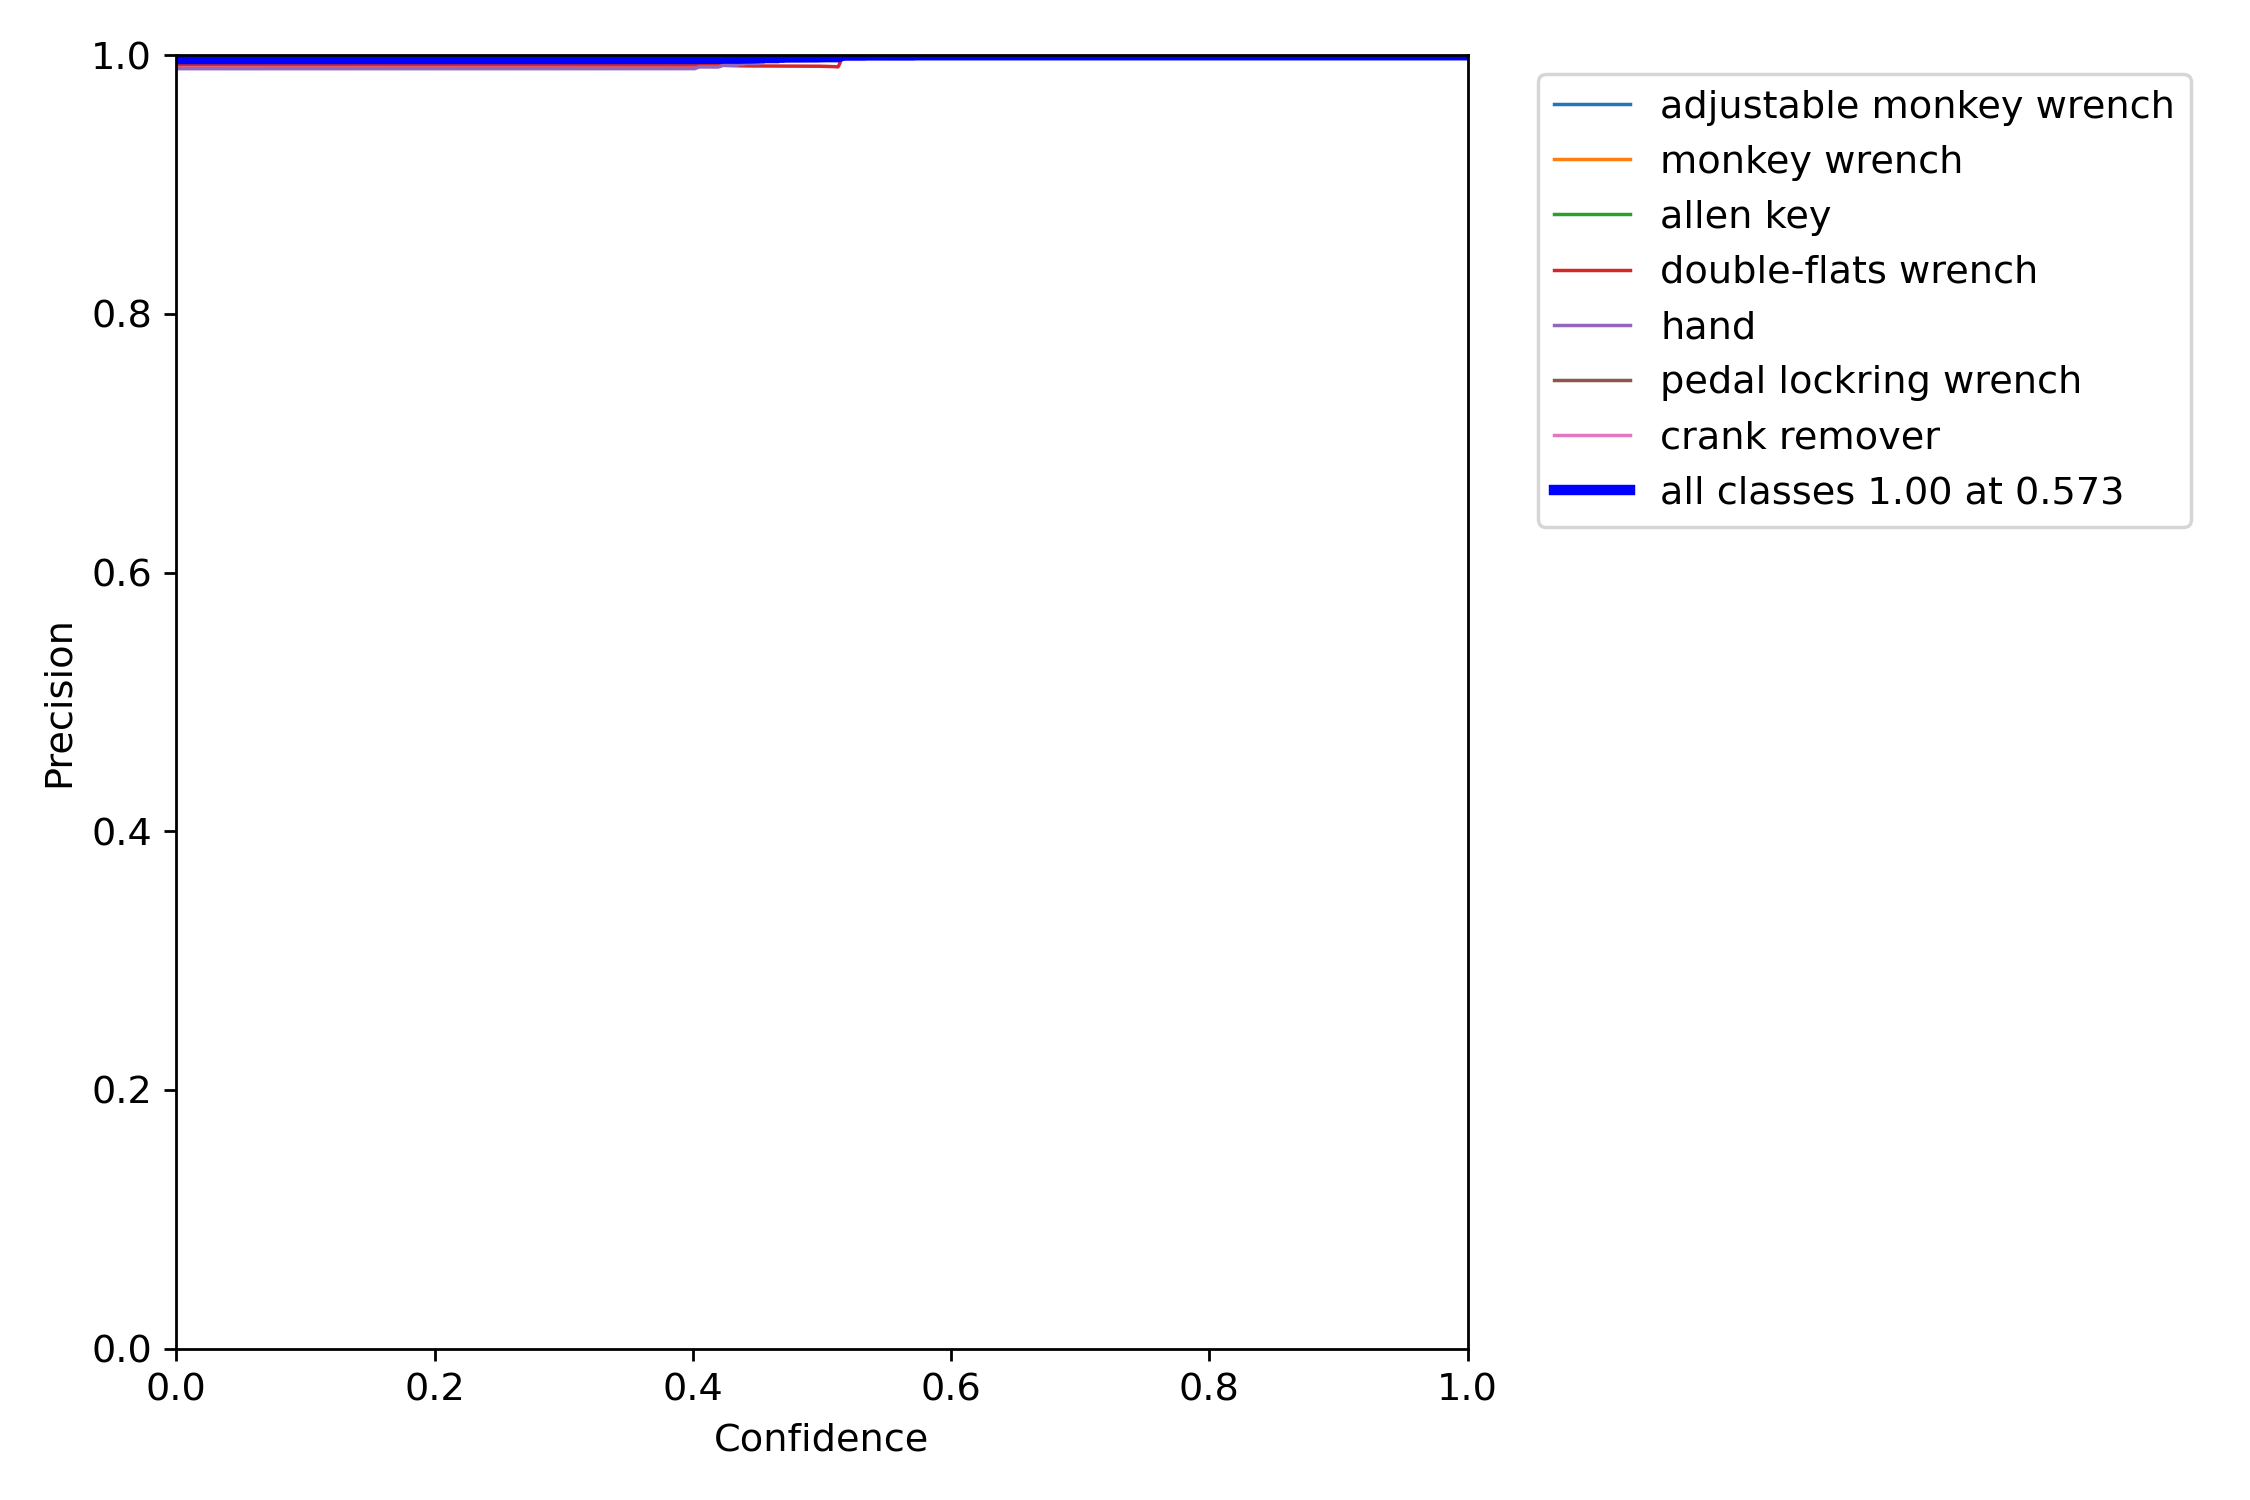 1.0
0.8
0.6
0.4
0.2
0.0
Precision
0.0 0.2 0.4 0.6 0.8 1.0
Confidence
adjustable monkey wrench
monkey wrench
allen key
double-flats wrench
hand
pedal lockring wrench
crank remover
all classes 1.00 at 0.573